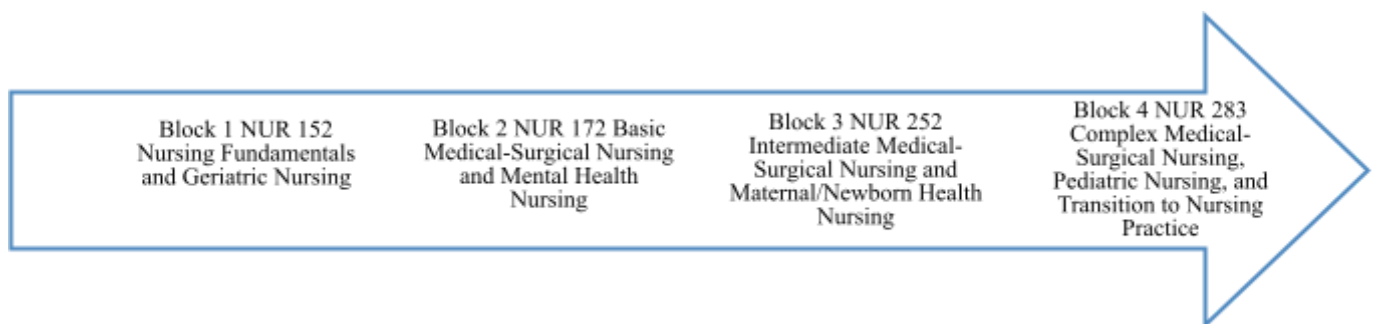 Block 1 NUR 152
Nursing Fundamentals
and Geriatric Nursing
Block 2 NUR 172 Basic
Medical-Surgical Nursing
and Mental Health
Nursing
Block 3 NUR 252
Intermediate Medical-
Surgical Nursing and
Maternal/Newborn Health
Nursing
Block 4 NUR 283
Complex Medical-
Surgical Nursing,
Pediatric Nursing, and
Transition to Nursing
Practice